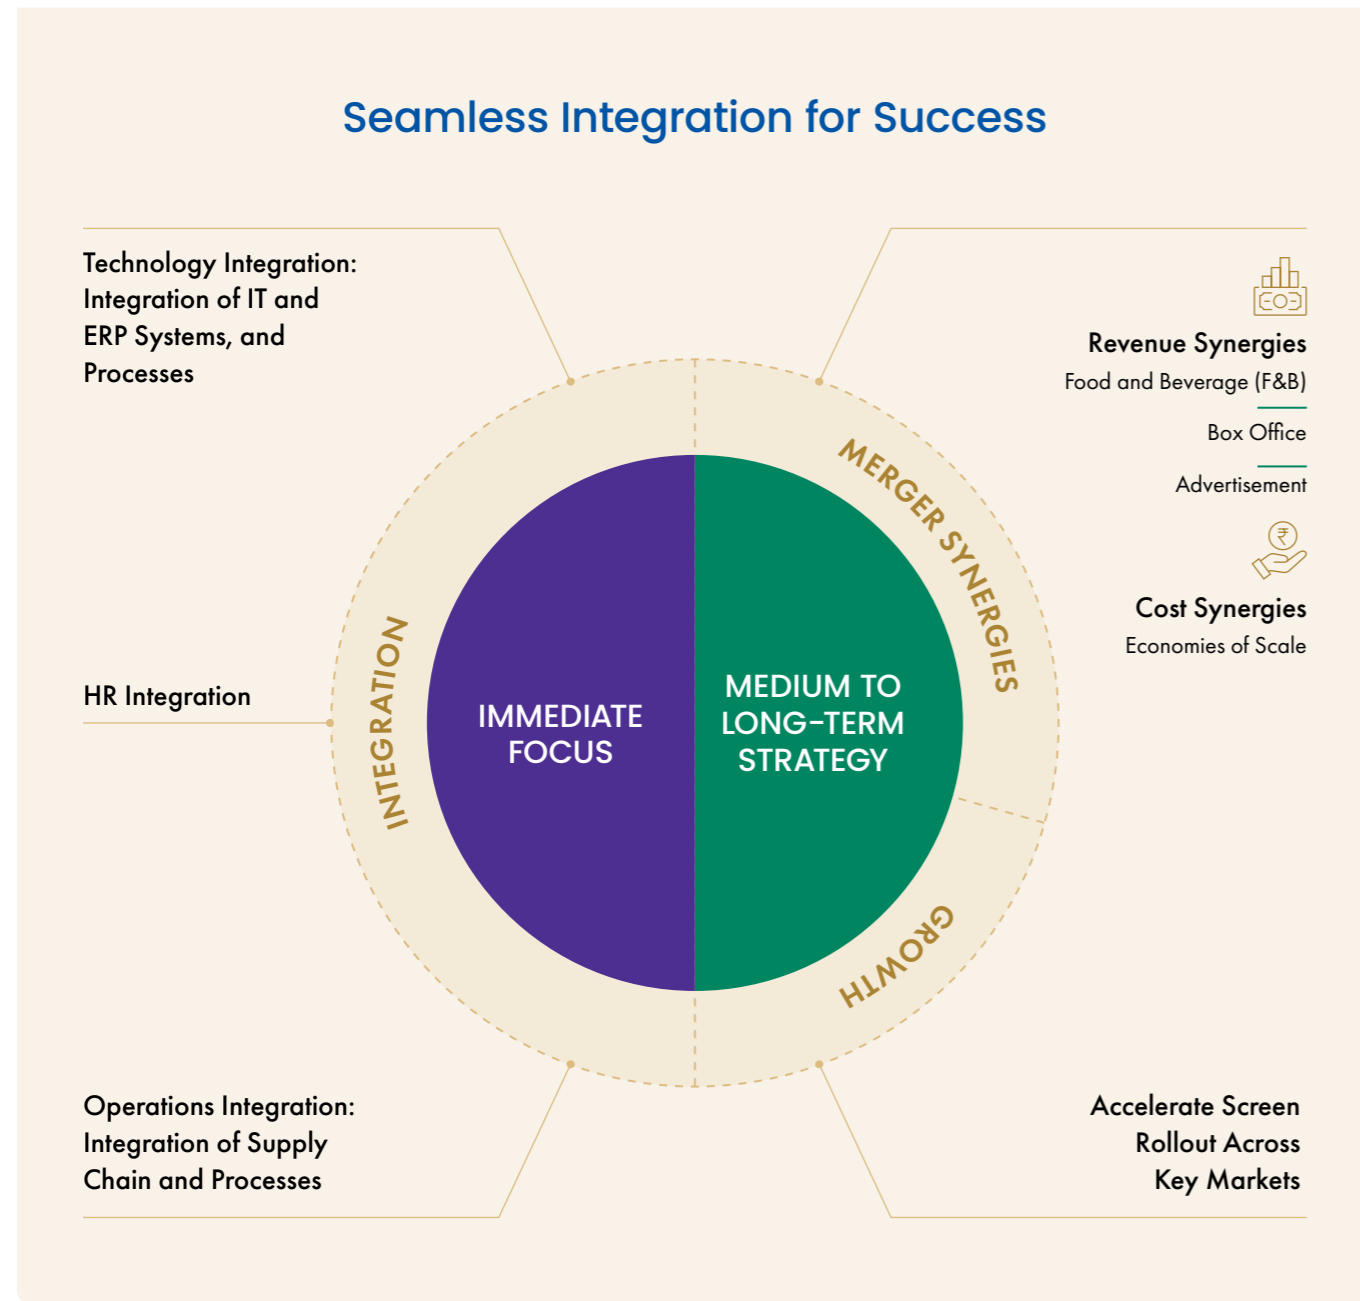 Seamless Integration for Success
Technology Integration:
Integration of IT and
ERP Systems, and
Processes
HR Integration
Operations Integration:
Integration of Supply
Chain and Processes
INTEGRATION
IMMEDIATE
FOCUS
MEDIUM TO
LONG-TERM
STRATEGY
MERGER SYNERGIES
GROWTH
Revenue Synergies
Food and Beverage (F&B)
Box Office
Advertisement
₹
Cost Synergies
Economies of Scale
Accelerate Screen
Rollout Across
Key Markets